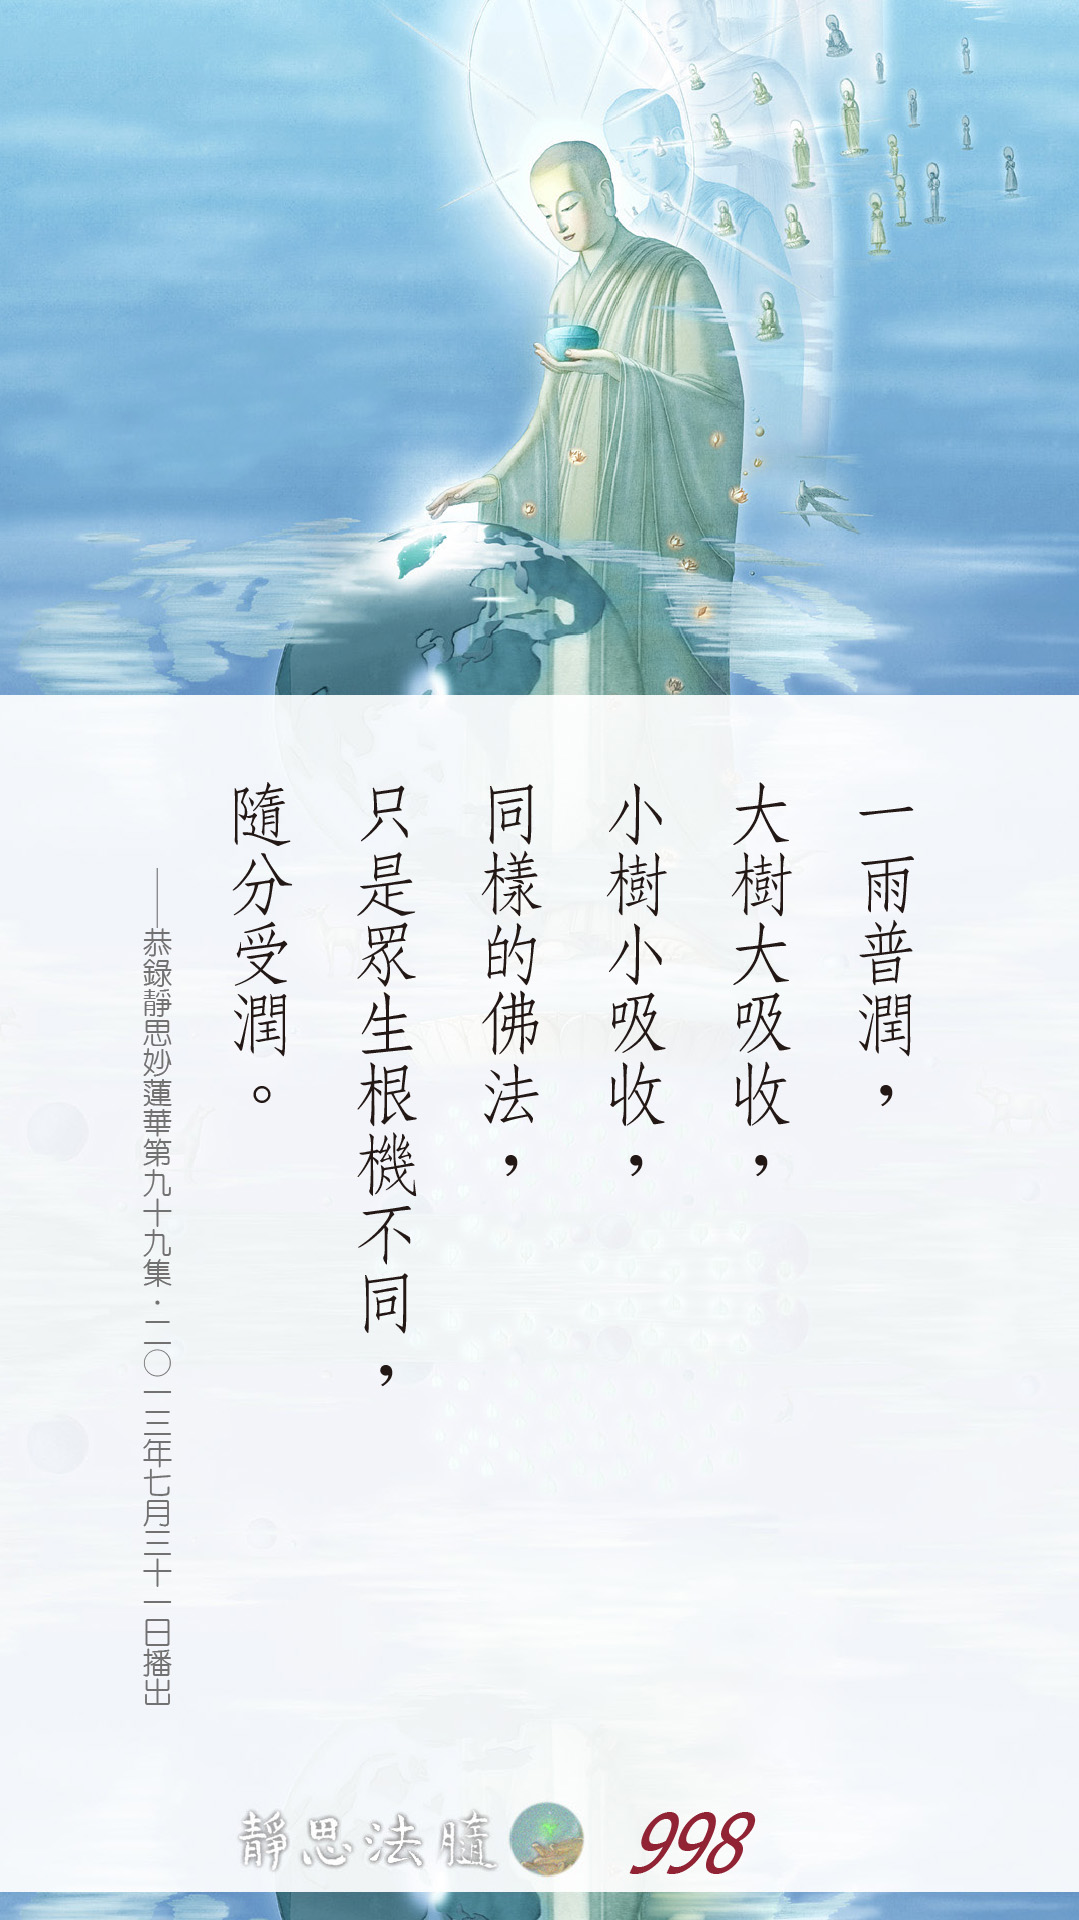 一雨普潤，
大樹大吸收，
小樹小吸收，
同樣的佛法，
只是眾生根機不同，
隨分受潤。
——恭錄靜思妙蓮華第九十九集．二〇一三年七月三十一日播出
靜思法髓
998